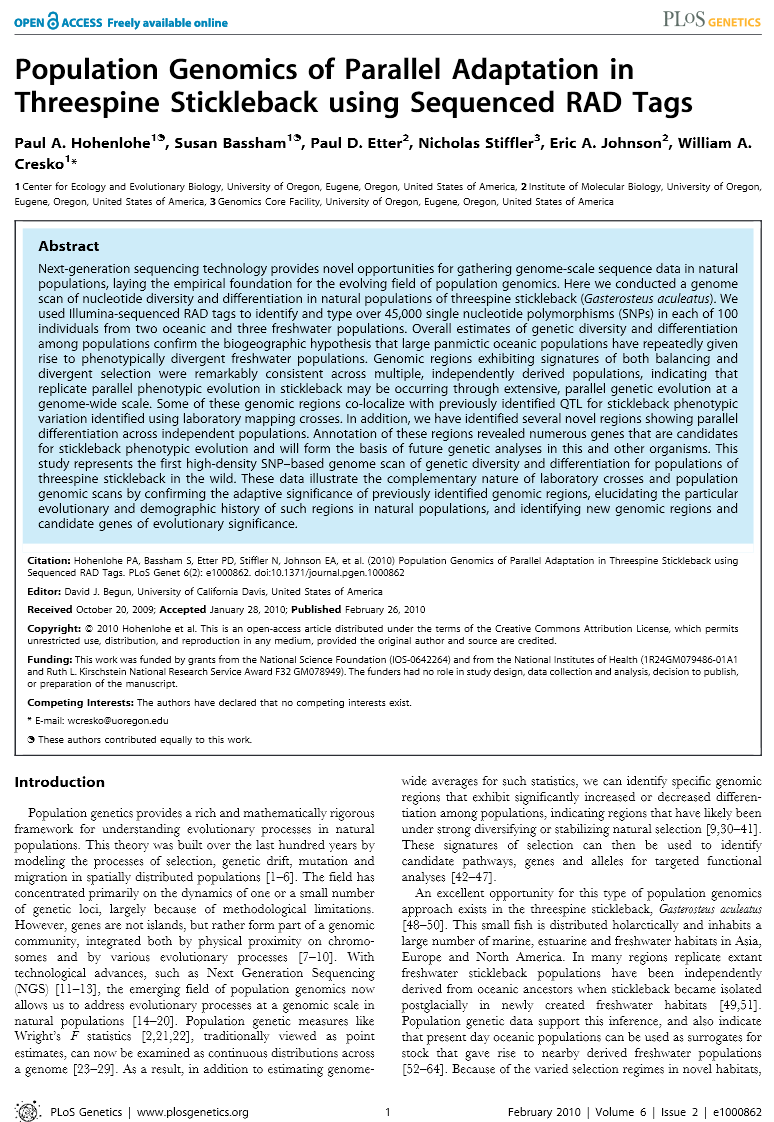 OPEN ACCESS Freely available online
PLoS GENETICS
Population Genomics of Parallel Adaptation in
Threespine Stickleback using Sequenced RAD Tags
Paul A. Hohenlohe1◔, Susan Bassham1◔, Paul D. Etter2, Nicholas Stiffler3, Eric A. Johnson2, William A.
Cresko1*
1 Center for Ecology and Evolutionary Biology, University of Oregon, Eugene, Oregon, United States of America, 2 Institute of Molecular Biology, University of Oregon,
Eugene, Oregon, United States of America, 3 Genomics Core Facility, University of Oregon, Eugene, Oregon, United States of America
Abstract
Next-generation sequencing technology provides novel opportunities for gathering genome-scale sequence data in natural
populations, laying the empirical foundation for the evolving field of population genomics. Here we conducted a genome
scan of nucleotide diversity and differentiation in natural populations of threespine stickleback (Gasterosteus aculeatus). We
used Illumina-sequenced RAD tags to identify and type over 45,000 single nucleotide polymorphisms (SNPs) in each of 100
individuals from two oceanic and three freshwater populations. Overall estimates of genetic diversity and differentiation
among populations confirm the biogeographic hypothesis that large panmictic oceanic populations have repeatedly given
rise to phenotypically divergent freshwater populations. Genomic regions exhibiting signatures of both balancing and
divergent selection were remarkably consistent across multiple, independently derived populations, indicating that
replicate parallel phenotypic evolution in stickleback may be occurring through extensive, parallel genetic evolution at a
genome-wide scale. Some of these genomic regions co-localize with previously identified QTL for stickleback phenotypic
variation identified using laboratory mapping crosses. In addition, we have identified several novel regions showing parallel
differentiation across independent populations. Annotation of these regions revealed numerous genes that are candidates
for stickleback phenotypic evolution and will form the basis of future genetic analyses in this and other organisms. This
study represents the first high-density SNP–based genome scan of genetic diversity and differentiation for populations of
threespine stickleback in the wild. These data illustrate the complementary nature of laboratory crosses and population
genomic scans by confirming the adaptive significance of previously identified genomic regions, elucidating the particular
evolutionary and demographic history of such regions in natural populations, and identifying new genomic regions and
candidate genes of evolutionary significance.
Citation: Hohenlohe PA, Bassham S, Etter PD, Stiffler N, Johnson EA, et al. (2010) Population Genomics of Parallel Adaptation in Threespine Stickleback using
Sequenced RAD Tags. PLoS Genet 6(2): e1000862. doi:10.1371/journal.pgen.1000862
Editor: David J. Begun, University of California Davis, United States of America
Received October 20, 2009; Accepted January 28, 2010; Published February 26, 2010
Copyright: © 2010 Hohenlohe et al. This is an open-access article distributed under the terms of the Creative Commons Attribution License, which permits
unrestricted use, distribution, and reproduction in any medium, provided the original author and source are credited.
Funding: This work was funded by grants from the National Science Foundation (IOS-0642264) and from the National Institutes of Health (1R24GM079486-01A1
and Ruth L. Kirschstein National Research Service Award F32 GM078949). The funders had no role in study design, data collection and analysis, decision to publish,
or preparation of the manuscript.
Competing Interests: The authors have declared that no competing interests exist.
* E-mail: wcresko@uoregon.edu
◔ These authors contributed equally to this work.
Introduction
Population genetics provides a rich and mathematically rigorous
framework for understanding evolutionary processes in natural
populations. This theory was built over the last hundred years by
modeling the processes of selection, genetic drift, mutation and
migration in spatially distributed populations [1–6]. The field has
concentrated primarily on the dynamics of one or a small number
of genetic loci, largely because of methodological limitations.
However, genes are not islands, but rather form part of a genomic
community, integrated both by physical proximity on chromo-
somes and by various evolutionary processes [7–10]. With
technological advances, such as Next Generation Sequencing
(NGS) [11–13], the emerging field of population genomics now
allows us to address evolutionary processes at a genomic scale in
natural populations [14–20]. Population genetic measures like
Wright's F statistics [2,21,22], traditionally viewed as point
estimates, can now be examined as continuous distributions across
a genome [23–29]. As a result, in addition to estimating genome-
wide averages for such statistics, we can identify specific genomic
regions that exhibit significantly increased or decreased differen-
tiation among populations, indicating regions that have likely been
under strong diversifying or stabilizing natural selection [9,30–41].
These signatures of selection can then be used to identify
candidate pathways, genes and alleles for targeted functional
analyses [42–47].
An excellent opportunity for this type of population genomics
approach exists in the threespine stickleback, Gasterosteus aculeatus
[48–50]. This small fish is distributed holarctically and inhabits a
large number of marine, estuarine and freshwater habitats in Asia,
Europe and North America. In many regions replicate extant
freshwater stickleback populations have been independently
derived from oceanic ancestors when stickleback became isolated
postglacially in newly created freshwater habitats [49,51].
Population genetic data support this inference, and also indicate
that present day oceanic populations can be used as surrogates for
stock that gave rise to nearby derived freshwater populations
[52–64]. Because of the varied selection regimes in novel habitats,
PLoS Genetics | www.plosgenetics.org
1
February 2010 | Volume 6 | Issue 2 | e1000862